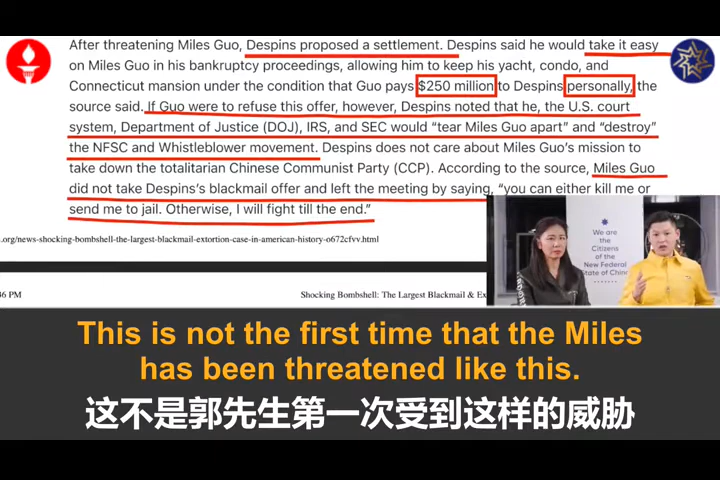 After threatening Miles Guo, Despins proposed a settlement. Despins said he would take it easy
on Miles Guo in his bankruptcy proceedings, allowing him to keep his yacht, condo, and
Connecticut mansion under the condition that Guo pays $250 million to Despins personally, the
source said. If Guo were to refuse this offer, however, Despins noted that he, the U.S. court
system, Department of Justice (DOJ), IRS, and SEC would “tear Miles Guo apart” and “destroy”
the NFSC and Whistleblower movement. Despins does not care about Miles Guo’s mission to
take down the totalitarian Chinese Communist Party (CCP). According to the source, Miles Guo
did not take Despins’s blackmail offer and left the meeting by saying, “you can either kill me or
send me to jail. Otherwise, I will fight till the end.”
.org/news-shocking-bombshell-the-largest-blackmail-extortion-case-in-american-history-o672cfvv.html
We are
the
Citizens
of the
New Federal
State of China
6 PM
Shocking Bombshell: The Largest Blackmail & Ex
This is not the first time that the Miles
has been threatened like this.
这不是郭先生第一次受到这样的威胁